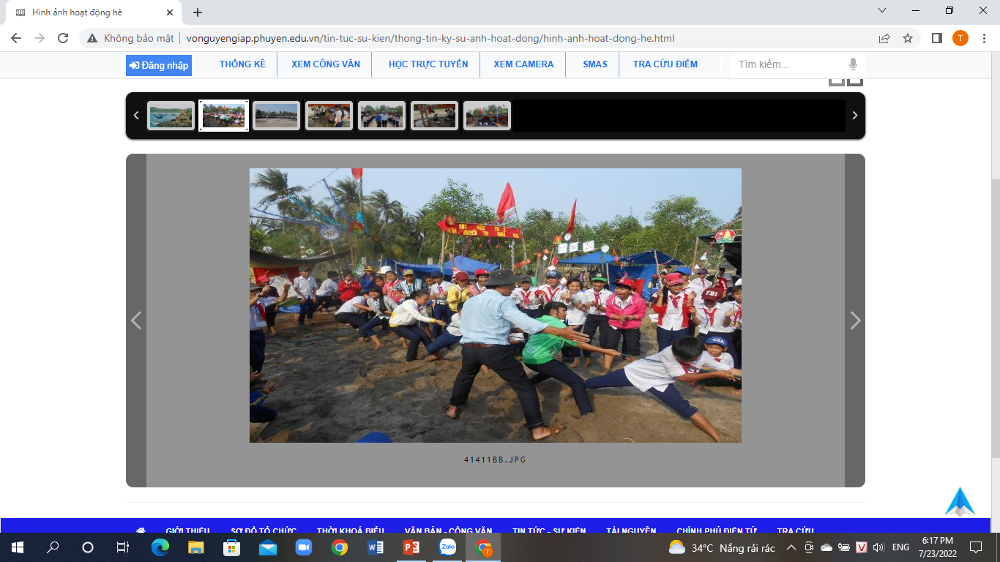 Hình ảnh hoạt động hè
Không bảo mật
vonguyengiap.phuyen.edu.vn/tin-tuc-su-kien/thong-tin-ky-su-anh-hoat-dong/hinh-anh-hoat-dong-he.html
T
Đăng nhập
THỐNG KÊ
XEM CÔNG VĂN
HỌC TRỰC TUYẾN
XEM CAMERA
SMAS
TRA CỨU ĐIỂM
Tìm kiếm...
FBI
FBI
CIA
41411BB.JPG
GIỚI THIỆU
SƠ ĐỒ TỔ CHỨC
THỜI KHOÁ BIỂU
VĂN BẢN - CÔNG VĂN
TIN TỨC - SỰ KIỆN
TÀI NGUYÊN
CHÍNH PHỦ ĐIỆN TỬ
TRA CỨU
Zalo
T
34°C Nắng rải rác
V
ENG
6:17 PM
7/23/2022